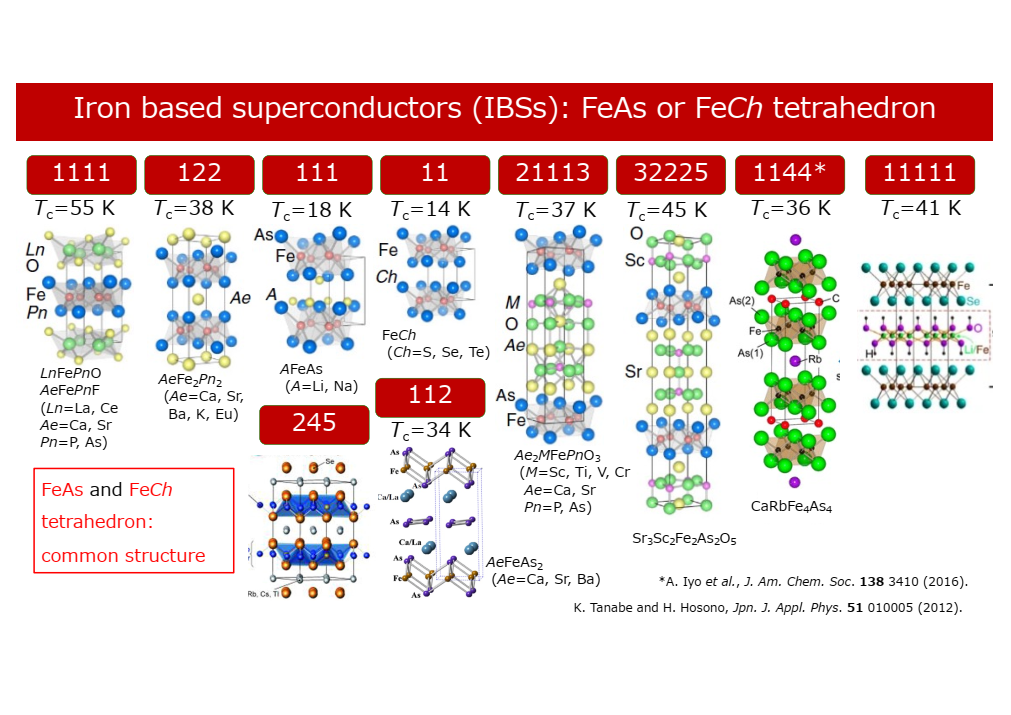 Iron based superconductors (IBSs): FeAs or FeCh tetrahedron
1111
122
111
11
21113
32225
1144*
11111
Tc=55 K
Tc=38 K
Tc=18 K
Tc=14 K
Tc=37 K
Tc=45 K
Tc=36 K
Tc=41 K
Ln
O
Fe
Pn
LnFePnO
AeFePnF
(Ln=La, Ce
Ae=Ca, Sr
Pn=P, As)
Ae
AeFe2Pn2
(Ae=Ca, Sr,
Ba, K, Eu)
As
Fe
A
AFeAs
(A=Li, Na)
Fe
Ch
FeCh
(Ch=S, Se, Te)
M
O
Ae
As
Fe
Ae2MFePnO3
(M=Sc, Ti, V, Cr
Ae=Ca, Sr
Pn=P, As)
O
Sc
Sr
Sr3Sc2Fe2As2O5
As(2)
C
Fe
As(1)
Rb
s
CaRbFe4As4
Fe
Se
O
Li/Fe
H
245
Se
Rb, Cs, Tl
112
Tc=34 K
As
Fe
As
Ca/La
As
Ca/La
As
Fe
As
AeFeAs2
(Ae=Ca, Sr, Ba)
FeAs and FeCh
tetrahedron:
common structure
*A. Iyo et al., J. Am. Chem. Soc. 138 3410 (2016).
K. Tanabe and H. Hosono, Jpn. J. Appl. Phys. 51 010005 (2012).